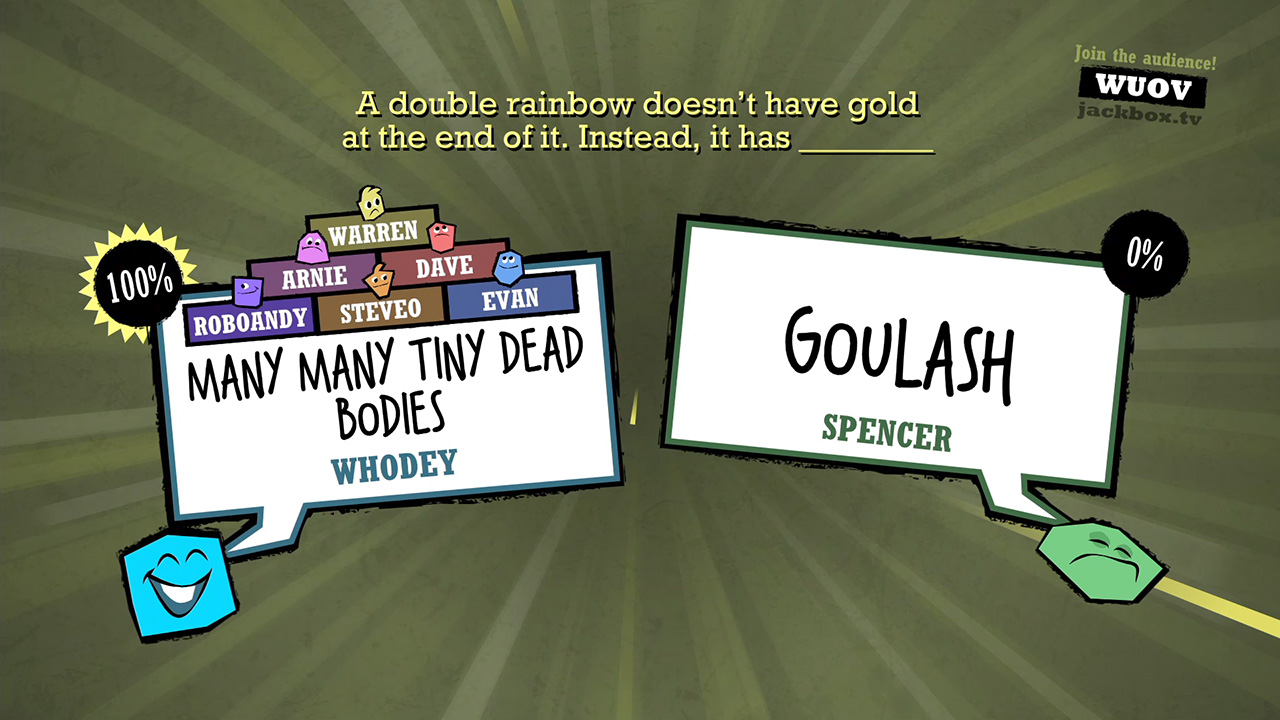 Join the audience!
WUOV
jackbox.tv
A double rainbow doesn't have gold
at the end of it. Instead, it has ________
100%
WARREN
ARNIE DAVE
ROBOANDY STEVEO EVAN
MANY MANY TINY DEAD
BODIES
WHODEY
0%
GOULASH
SPENCER